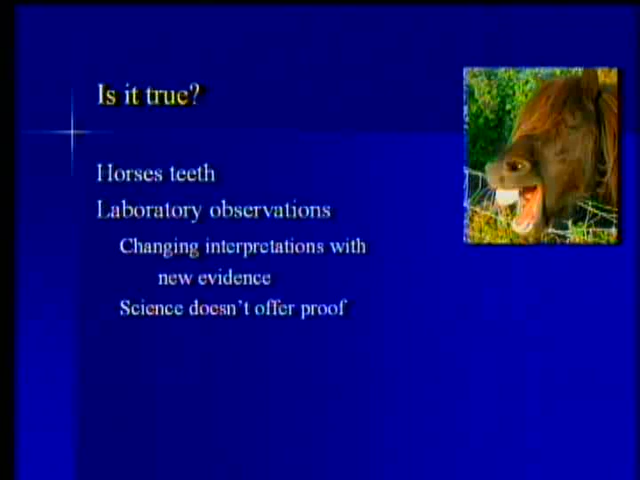 Is it true?
Horses teeth
Laboratory observations
Changing interpretations with
new evidence
Science doesn't offer proof